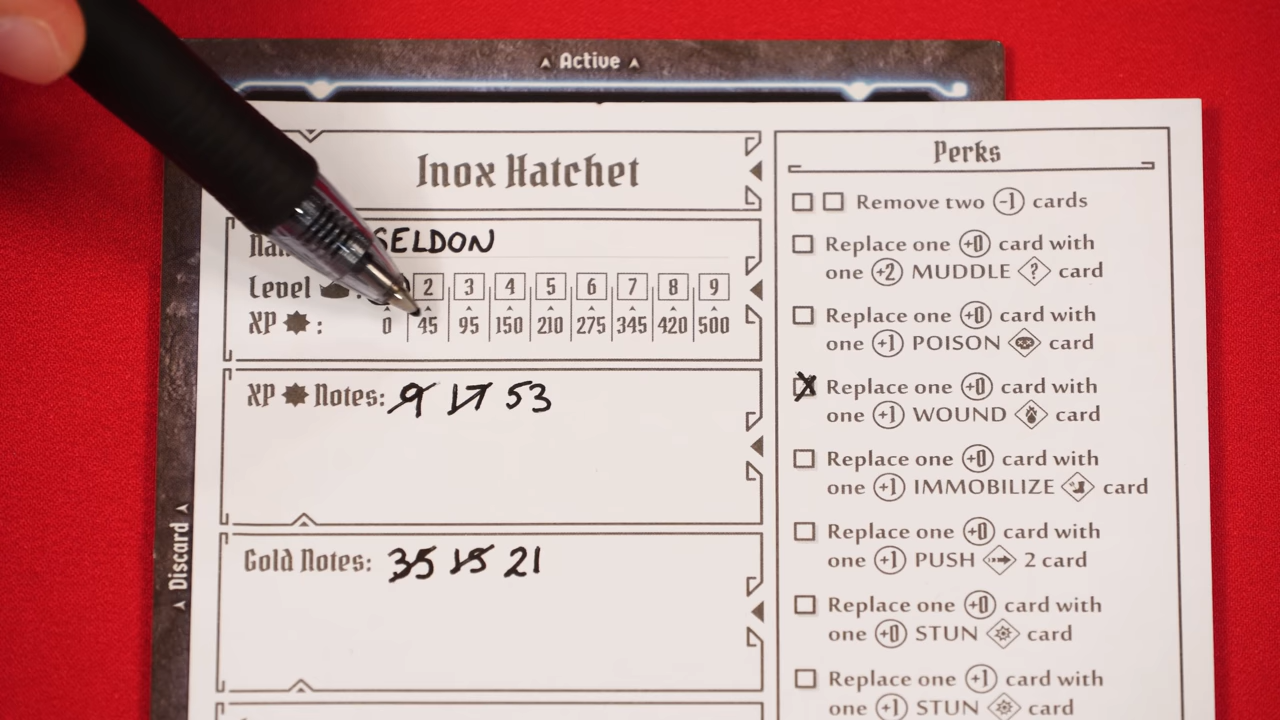 Active
Inox Hatchet
SELDON
Level : 2 3 4 5 6 7 8 9
XP : 0 45 95 150 210 275 345 420 500
XP Notes: 9 17 53
Gold Notes: 35 15 21
Discard
Perks
Remove two -1 cards
Replace one +0 card with
one +2 MUDDLE ? card
Replace one +0 card with
one +1 POISON card
Replace one +0 card with
one +1 WOUND card
Replace one +0 card with
one +1 IMMOBILIZE card
Replace one +0 card with
one +1 PUSH 2 card
Replace one +0 card with
one +0 STUN card
Replace one +1 card with
one +1 STUN card